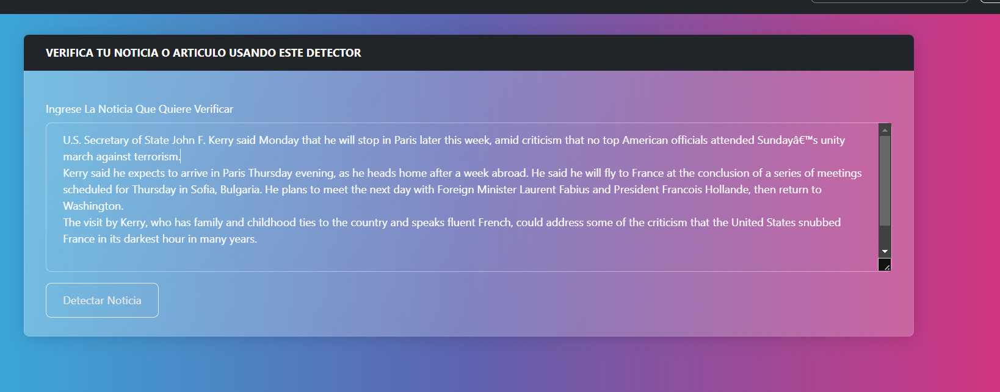 VERIFICA TU NOTICIA O ARTICULO USANDO ESTE DETECTOR
Ingrese La Noticia Que Quiere Verificar
U.S. Secretary of State John F. Kerry said Monday that he will stop in Paris later this week, amid criticism that no top American officials attended Sundayâ€™s unity
march against terrorism.
Kerry said he expects to arrive in Paris Thursday evening, as he heads home after a week abroad. He said he will fly to France at the conclusion of a series of meetings
scheduled for Thursday in Sofia, Bulgaria. He plans to meet the next day with Foreign Minister Laurent Fabius and President Francois Hollande, then return to
Washington.
The visit by Kerry, who has family and childhood ties to the country and speaks fluent French, could address some of the criticism that the United States snubbed
France in its darkest hour in many years.
Detectar Noticia